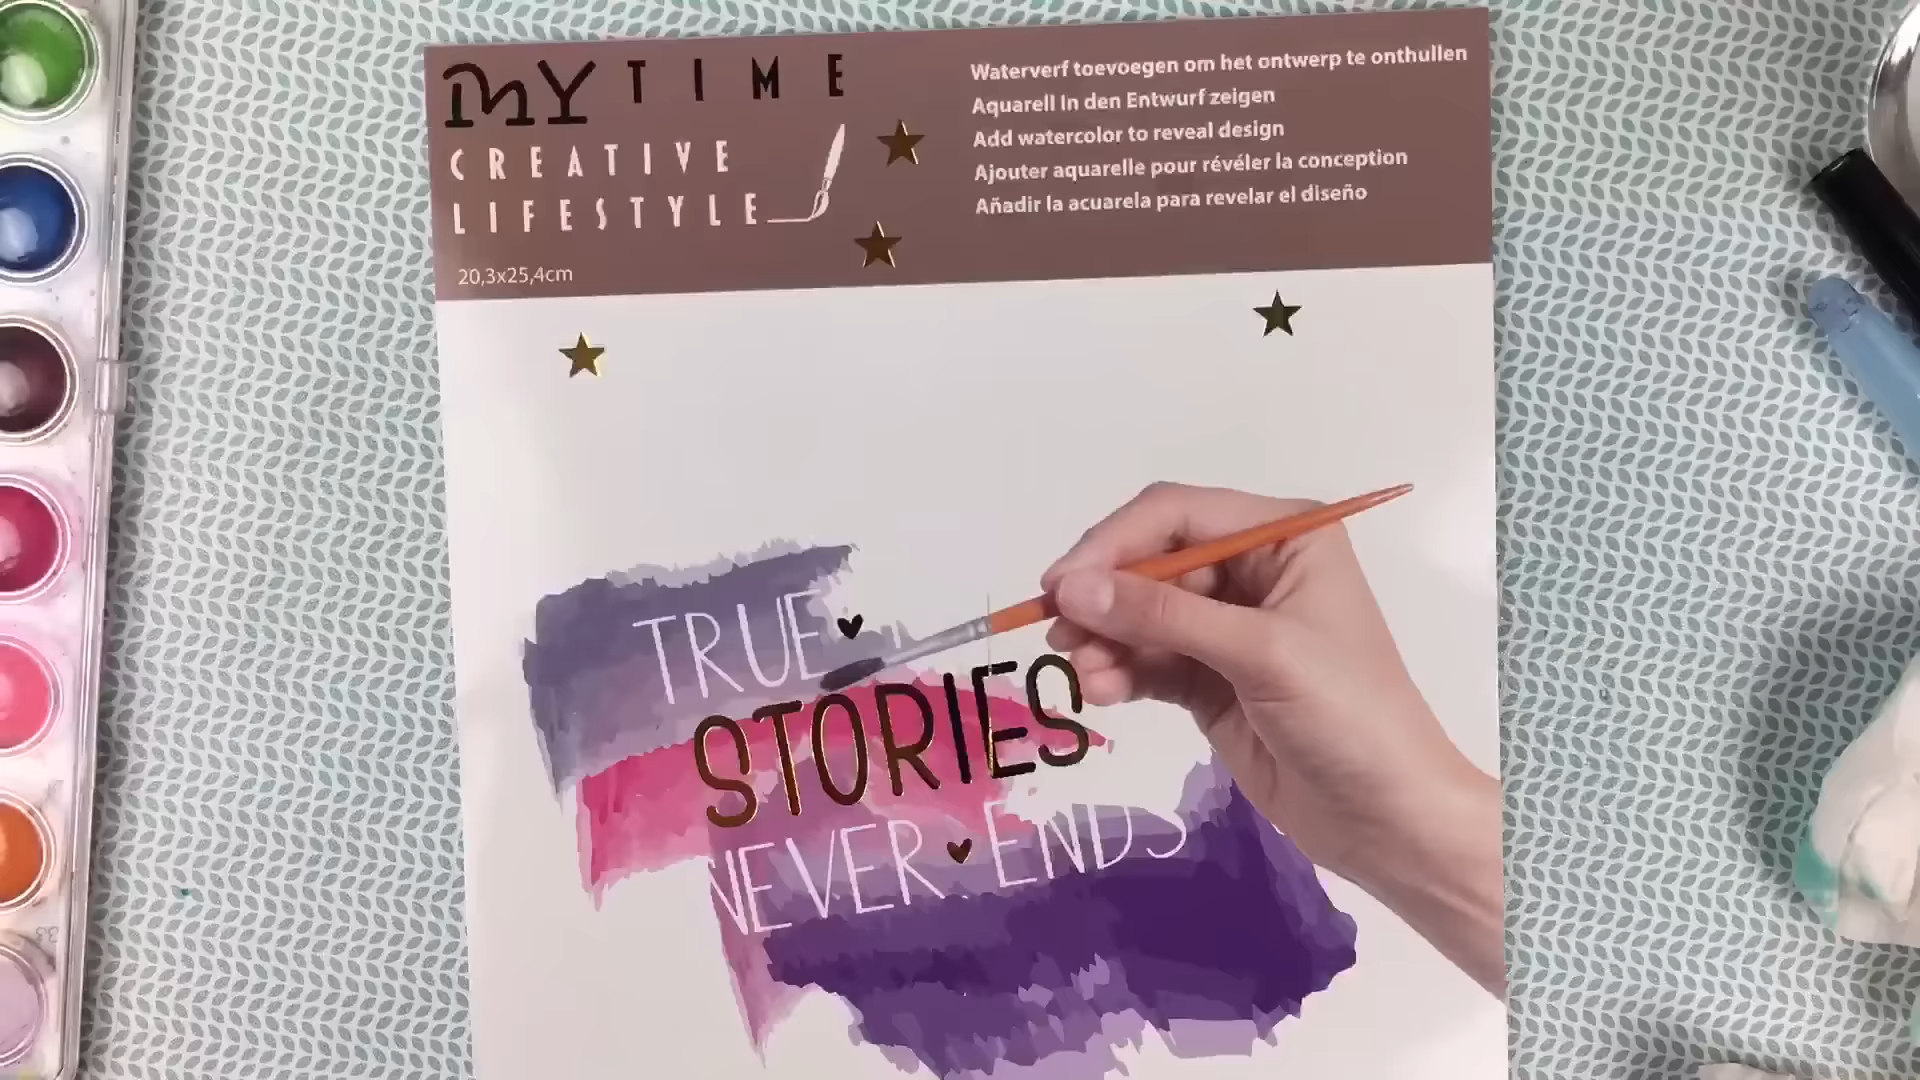 MY TIME
CREATIVE
LIFESTYLE
20,3x25,4cm
Waterverf toevoegen om het ontwerp te onthullen
Aquarell In den Entwurf zeigen
Add watercolor to reveal design
Ajouter aquarelle pour révéler la conception
Añadir la acuarela para revelar el diseño
TRUE
STORIES
NEVER ENDS
33